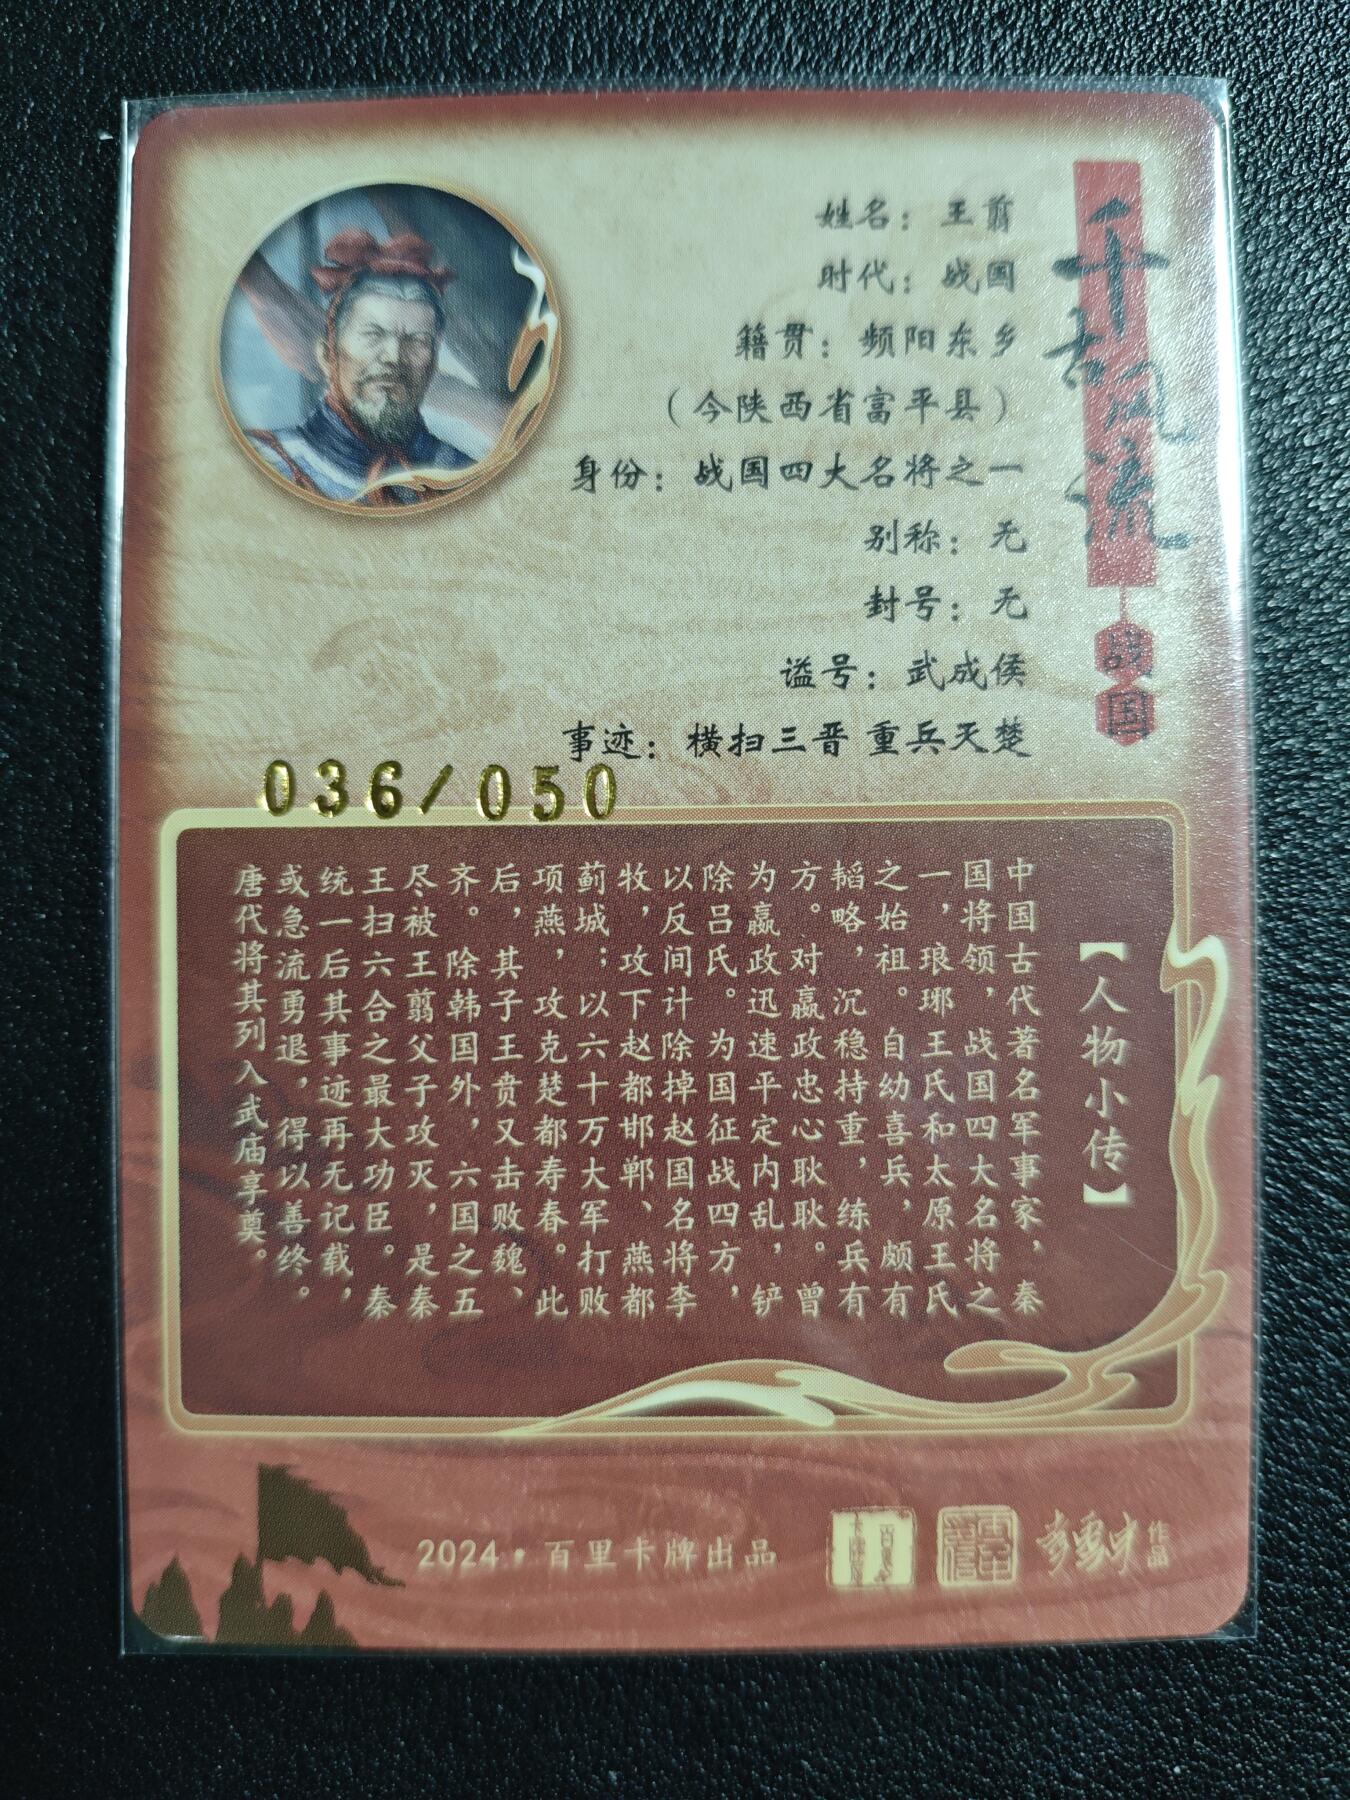 千古风流
战国
姓名：王翦
时代：战国
籍贯：频阳东乡
（今陕西省富平县）
身份：战国四大名将之一
别称：无
封号：无
谥号：武成侯
事迹：横扫三晋 重兵灭楚
036/050
【人物小传】
中国古代著名军事家，秦
国将领，战国四大名将之
一，琅琊王氏和太原王氏
之始祖。自幼喜兵，颇有
韬略，沉稳持重，练兵有
方。对嬴政忠心耿耿。曾
为嬴政迅速平定内乱，铲
除吕氏。为国征战四方，
以反间计除掉赵国名将李
牧，攻下赵都邯郸、燕都
蓟城；以六十万大军打败
项燕，攻克楚都寿春。此
后，其子王贲又击败魏、
齐。除韩国外，六国之五
尽被王翦父子攻灭，是秦
王扫六合之最大功臣。秦
统一后其事迹再无记载，
或急流勇退，得以善终。
唐代将其列入武庙享奠。
2024·百里卡牌出品
李云中作品